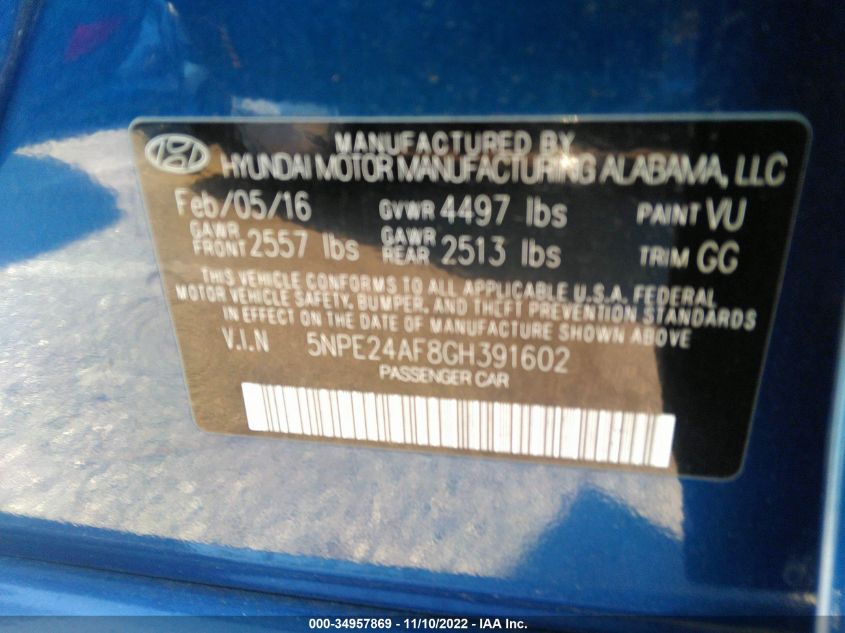 MANUFACTURED BY
HYUNDAI MOTOR MANUFACTURING ALABAMA, LLC
Feb/05/16 GVWR 4497 lbs PAINT VU
GAWR FRONT 2557 lbs GAWR REAR 2513 lbs TRIM GG
THIS VEHICLE CONFORMS TO ALL APPLICABLE U.S.A. FEDERAL
MOTOR VEHICLE SAFETY, BUMPER, AND THEFT PREVENTION STANDARDS
IN EFFECT ON THE DATE OF MANUFACTURE SHOWN ABOVE
V.I.N 5NPE24AF8GH391602
PASSENGER CAR
000-34957869 - 11/10/2022 - IAA Inc.